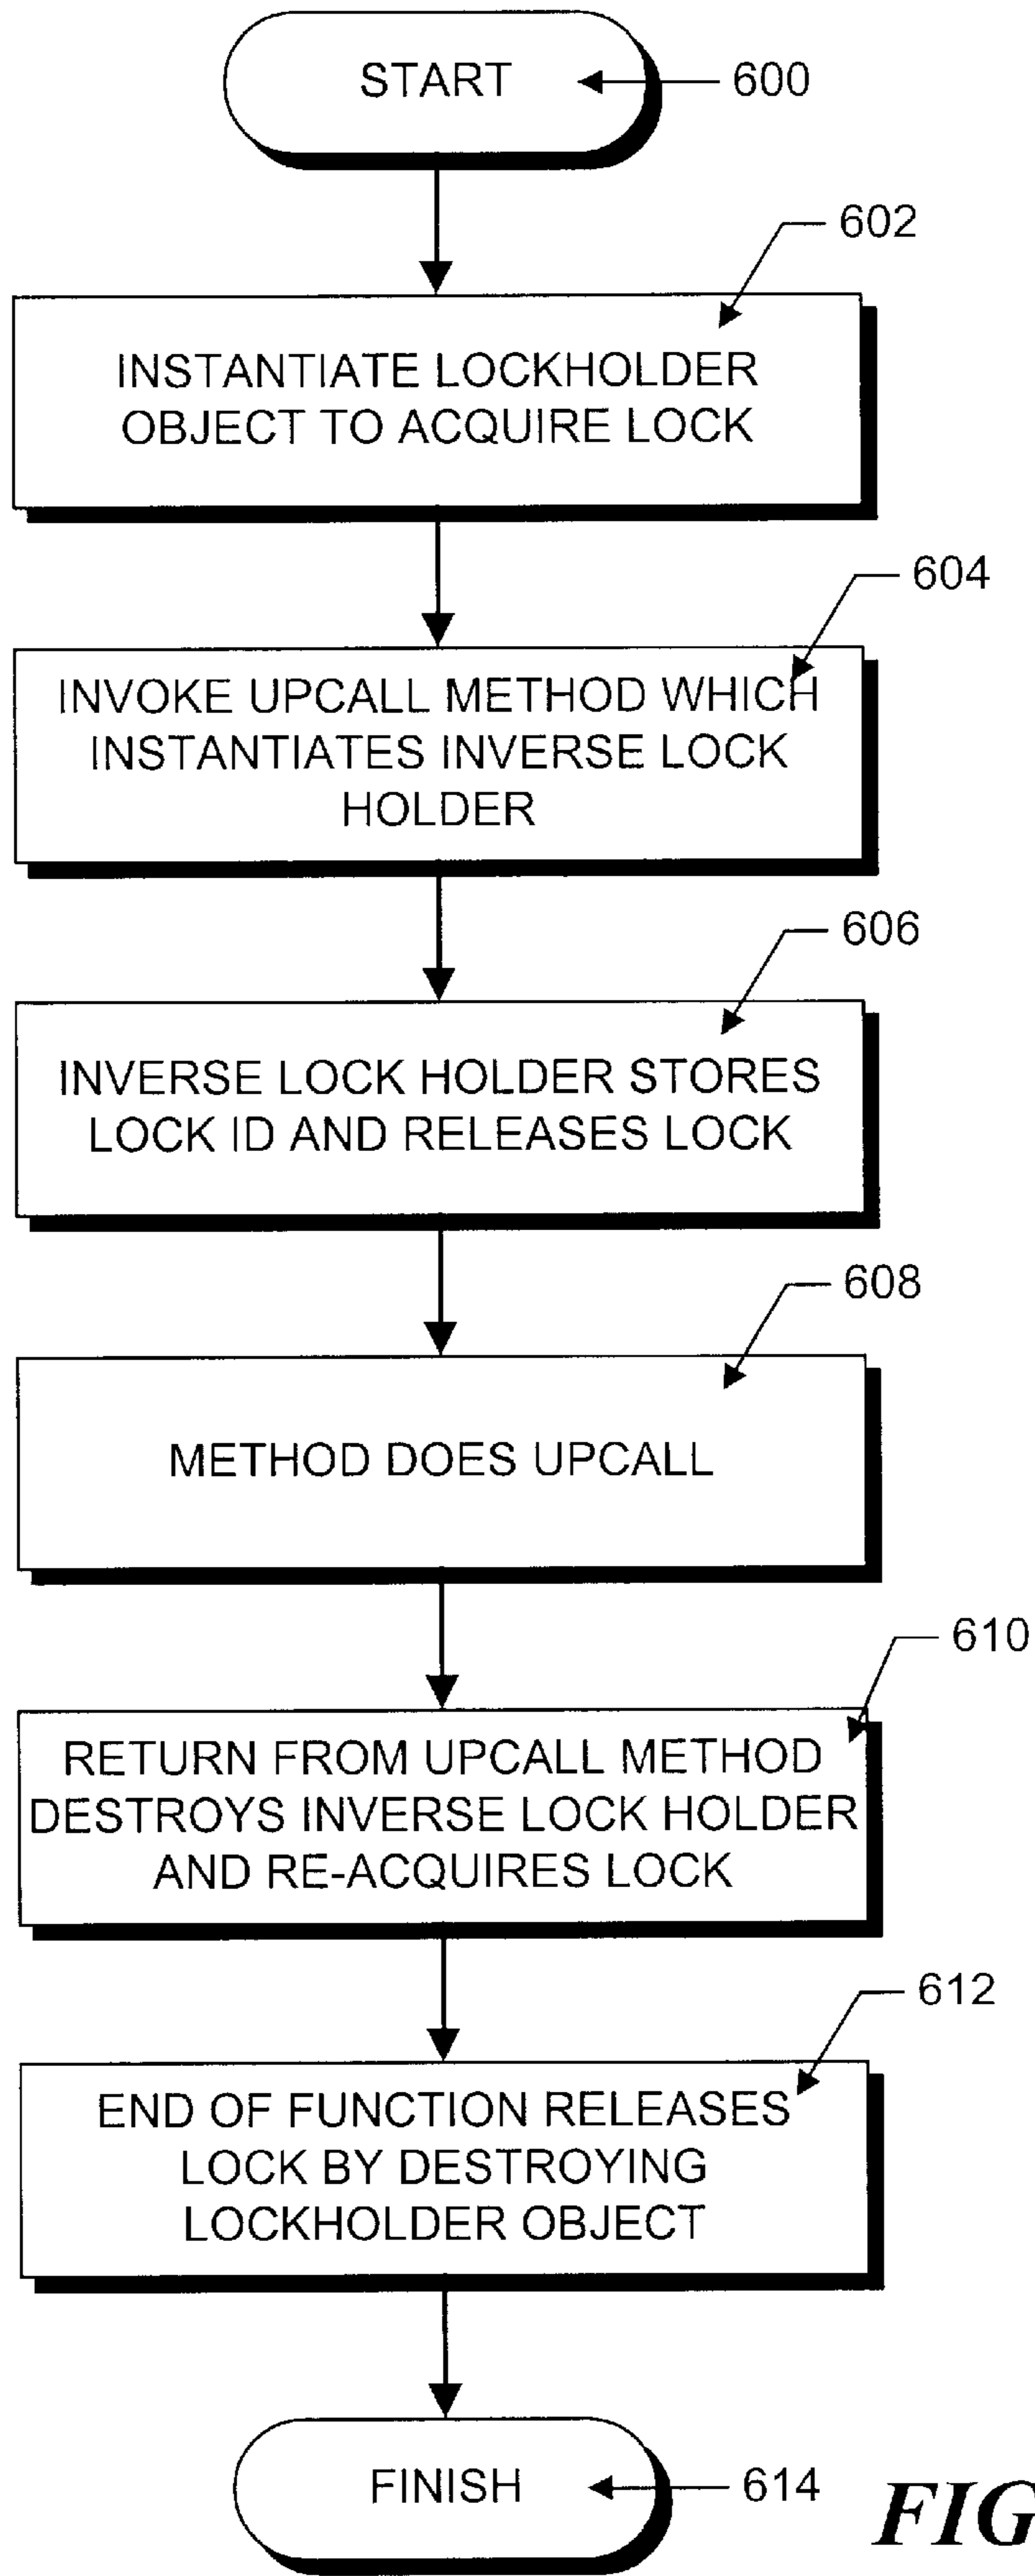 START
600
602
INSTANTIATE LOCKHOLDER
OBJECT TO ACQUIRE LOCK
604
INVOKE UPCALL METHOD WHICH
INSTANTIATES INVERSE LOCK
HOLDER
606
INVERSE LOCK HOLDER STORES
LOCK ID AND RELEASES LOCK
608
METHOD DOES UPCALL
610
RETURN FROM UPCALL METHOD
DESTROYS INVERSE LOCK HOLDER
AND RE-ACQUIRES LOCK
612
END OF FUNCTION RELEASES
LOCK BY DESTROYING
LOCKHOLDER OBJECT
FINISH
614
FIG